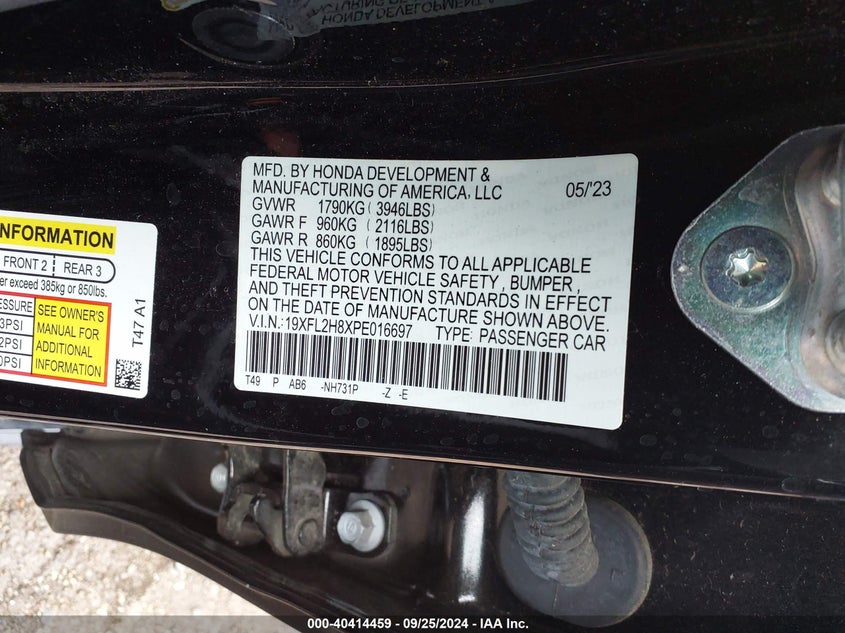 HONDA DEVELOPMENT &
MFD. BY HONDA DEVELOPMENT &
MANUFACTURING OF AMERICA, LLC 05/'23
GVWR 1790KG (3946LBS)
GAWR F 960KG (2116LBS)
GAWR R 860KG (1895LBS)
THIS VEHICLE CONFORMS TO ALL APPLICABLE
FEDERAL MOTOR VEHICLE SAFETY, BUMPER,
AND THEFT PREVENTION STANDARDS IN EFFECT
ON THE DATE OF MANUFACTURE SHOWN ABOVE.
V.I.N.:19XFL2H8XPE016697 TYPE: PASSENGER CAR
T49 P AB6 -NH731P -Z -E
INFORMATION
FRONT 2 REAR 3
exceed 385kg or 850lbs.
SEE OWNER'S
MANUAL FOR
ADDITIONAL
INFORMATION
T47 A1
000-40414459 - 09/25/2024 - IAA Inc.